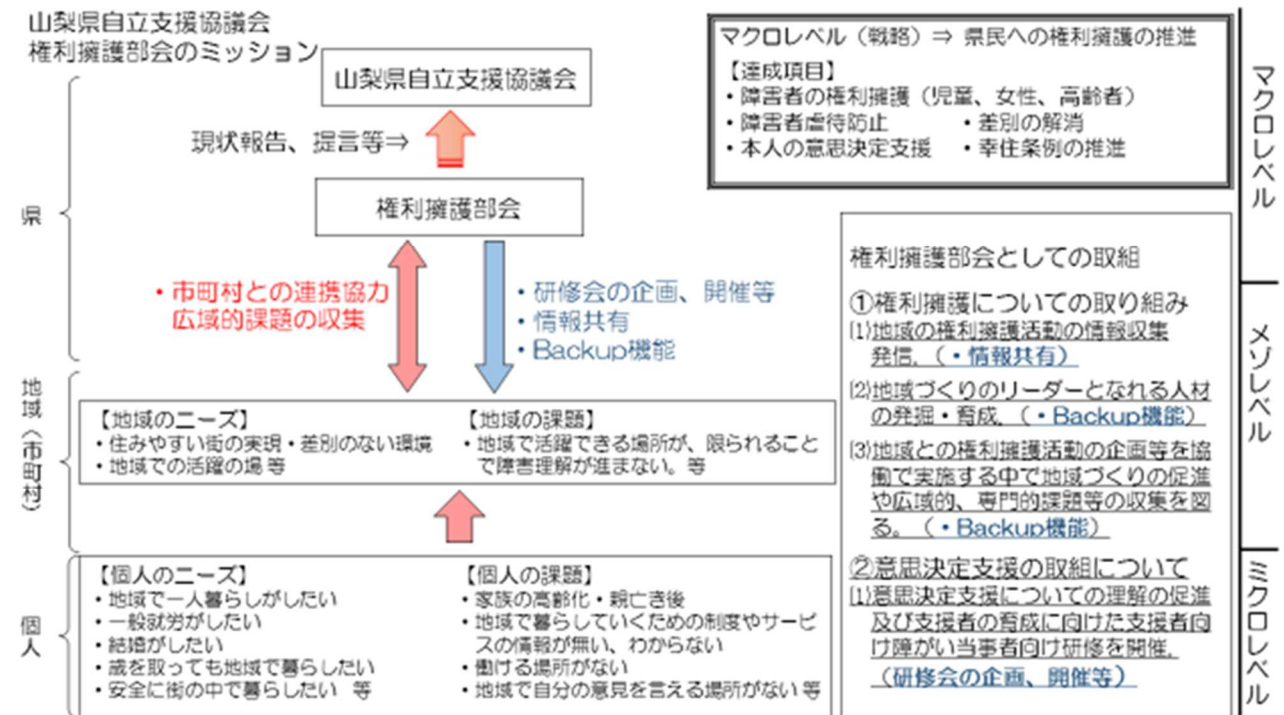 山梨県自立支援協議会
権利擁護部会のミッション
山梨県自立支援協議会
現状報告、提言等⇒
権利擁護部会
県
・市町村との連携協力
広域的課題の収集
・研修会の企画、開催等
・情報共有
・Backup機能
地域（市町村）
【地域のニーズ】
・住みやすい街の実現・差別のない環境
・地域での活躍の場 等
【地域の課題】
・地域で活躍できる場所が、限られること
で障害理解が進まない。等
個人
【個人のニーズ】
・地域で一人暮らしがしたい
・一般就労がしたい
・結婚がしたい
・歳を取っても地域で暮らしたい
・安全に街の中で暮らしたい 等
【個人の課題】
・家族の高齢化・親亡き後
・地域で暮らしていくための制度やサービ
スの情報が無い、わからない
・働ける場所がない
・地域で自分の意見を言える場所がない 等
マクロレベル（戦略）⇒ 県民への権利擁護の推進
【達成項目】
・障害者の権利擁護（児童、女性、高齢者）
・障害者虐待防止 ・差別の解消
・本人の意思決定支援 ・幸住条例の推進
権利擁護部会としての取組
①権利擁護についての取り組み
⑴地域の権利擁護活動の情報収集
発信．（・情報共有）
⑵地域づくりのリーダーとなれる人材
の発掘・育成．（・Backup機能）
⑶地域との権利擁護活動の企画等を協
働で実施する中で地域づくりの促進
や広域的、専門的課題等の収集を図
る。（・Backup機能）
②意思決定支援の取組について
⑴意思決定支援についての理解の促進
及び支援者の育成に向けた支援者向
け障がい当事者向け研修を開催．
（研修会の企画、開催等）
マクロレベル
メゾレベル
ミクロレベル